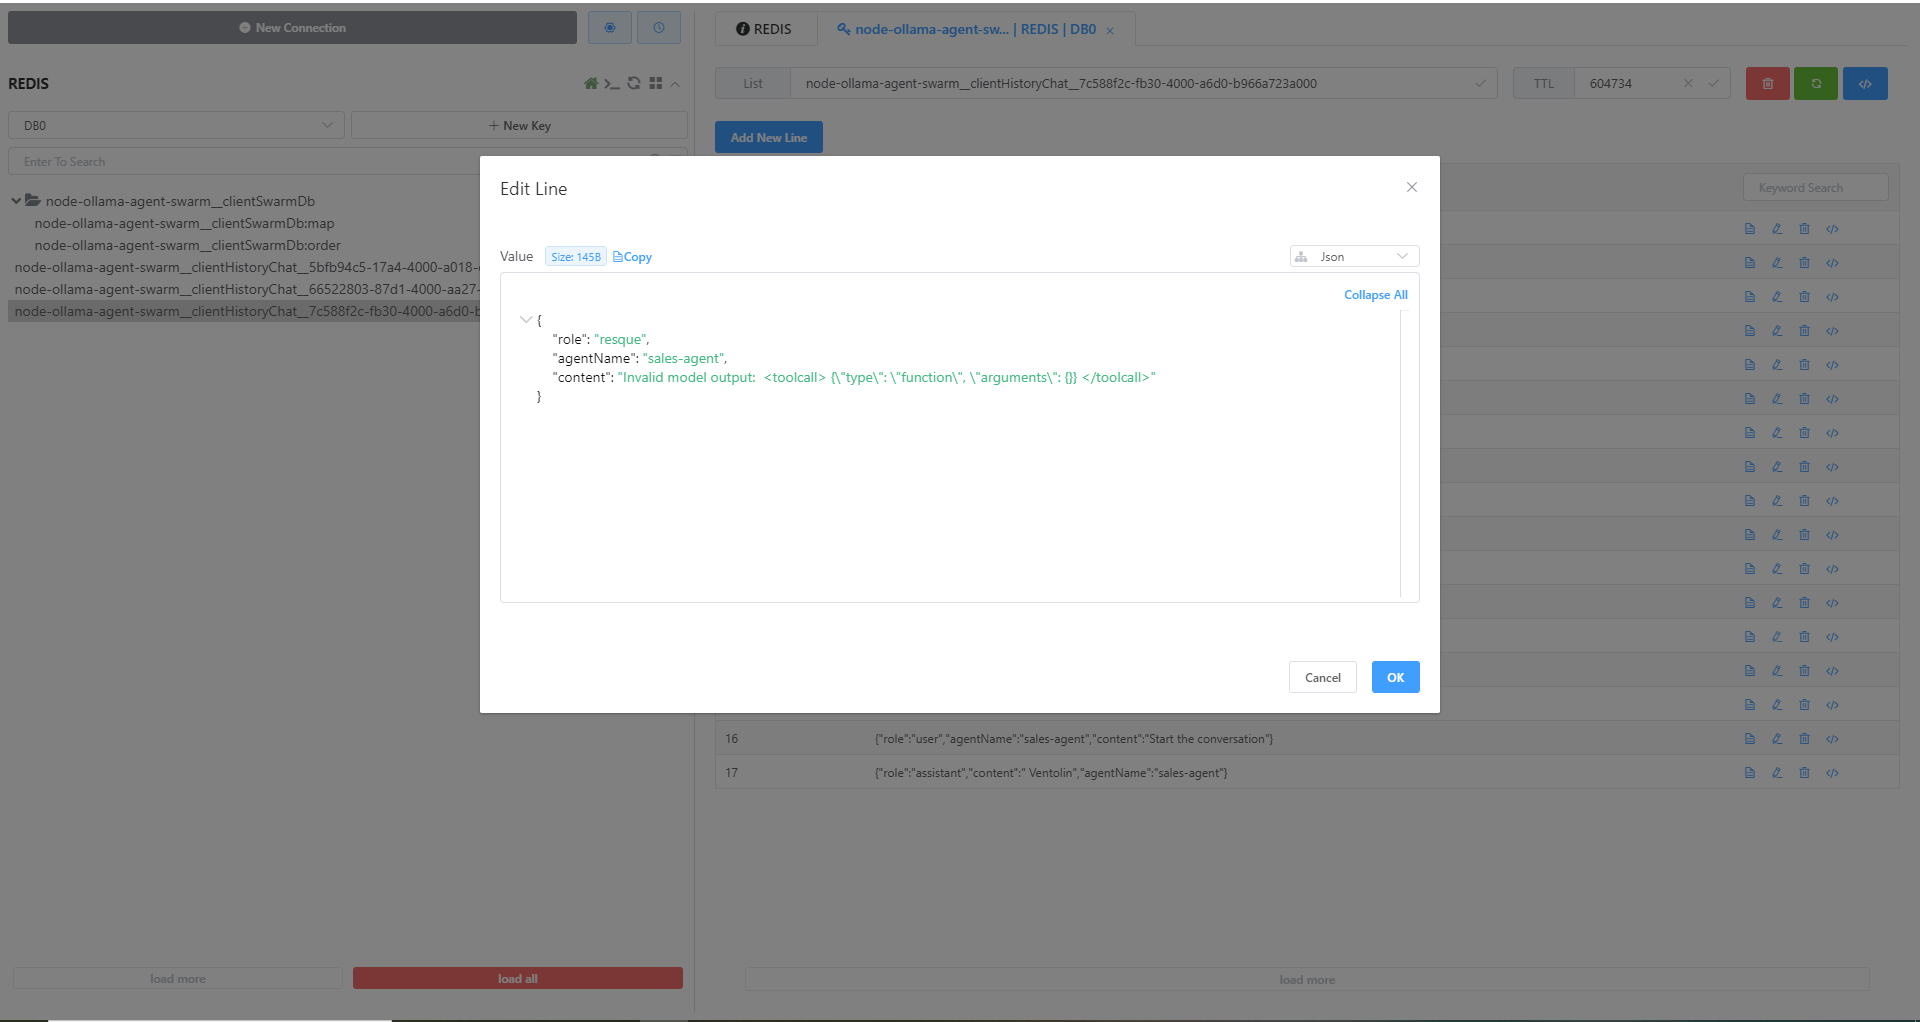 New Connection
REDIS
DB0
New Key
Enter To Search
node-ollama-agent-swarm__clientSwarmDb
node-ollama-agent-swarm__clientSwarmDb:map
node-ollama-agent-swarm__clientSwarmDb:order
node-ollama-agent-swarm__clientHistoryChat__5bfb94c5-17a4-4000-a018-
node-ollama-agent-swarm__clientHistoryChat__66522803-87d1-4000-aa27-
node-ollama-agent-swarm__clientHistoryChat__7c588f2c-fb30-4000-a6d0-b
load more
load all
REDIS
node-ollama-agent-sw... | REDIS | DB0
List
node-ollama-agent-swarm__clientHistoryChat__7c588f2c-fb30-4000-a6d0-b966a723a000
TTL
604734
Add New Line
Keyword Search
Edit Line
Value
Size: 145B
Copy
Json
Collapse All
{
"role": "resque",
"agentName": "sales-agent",
"content": "Invalid model output:  <toolcall> {\"type\": \"function\", \"arguments\": {}} </toolcall>"
}
Cancel
OK
16 {"role":"user","agentName":"sales-agent","content":"Start the conversation"}
17 {"role":"assistant","content":" Ventolin","agentName":"sales-agent"}
load more